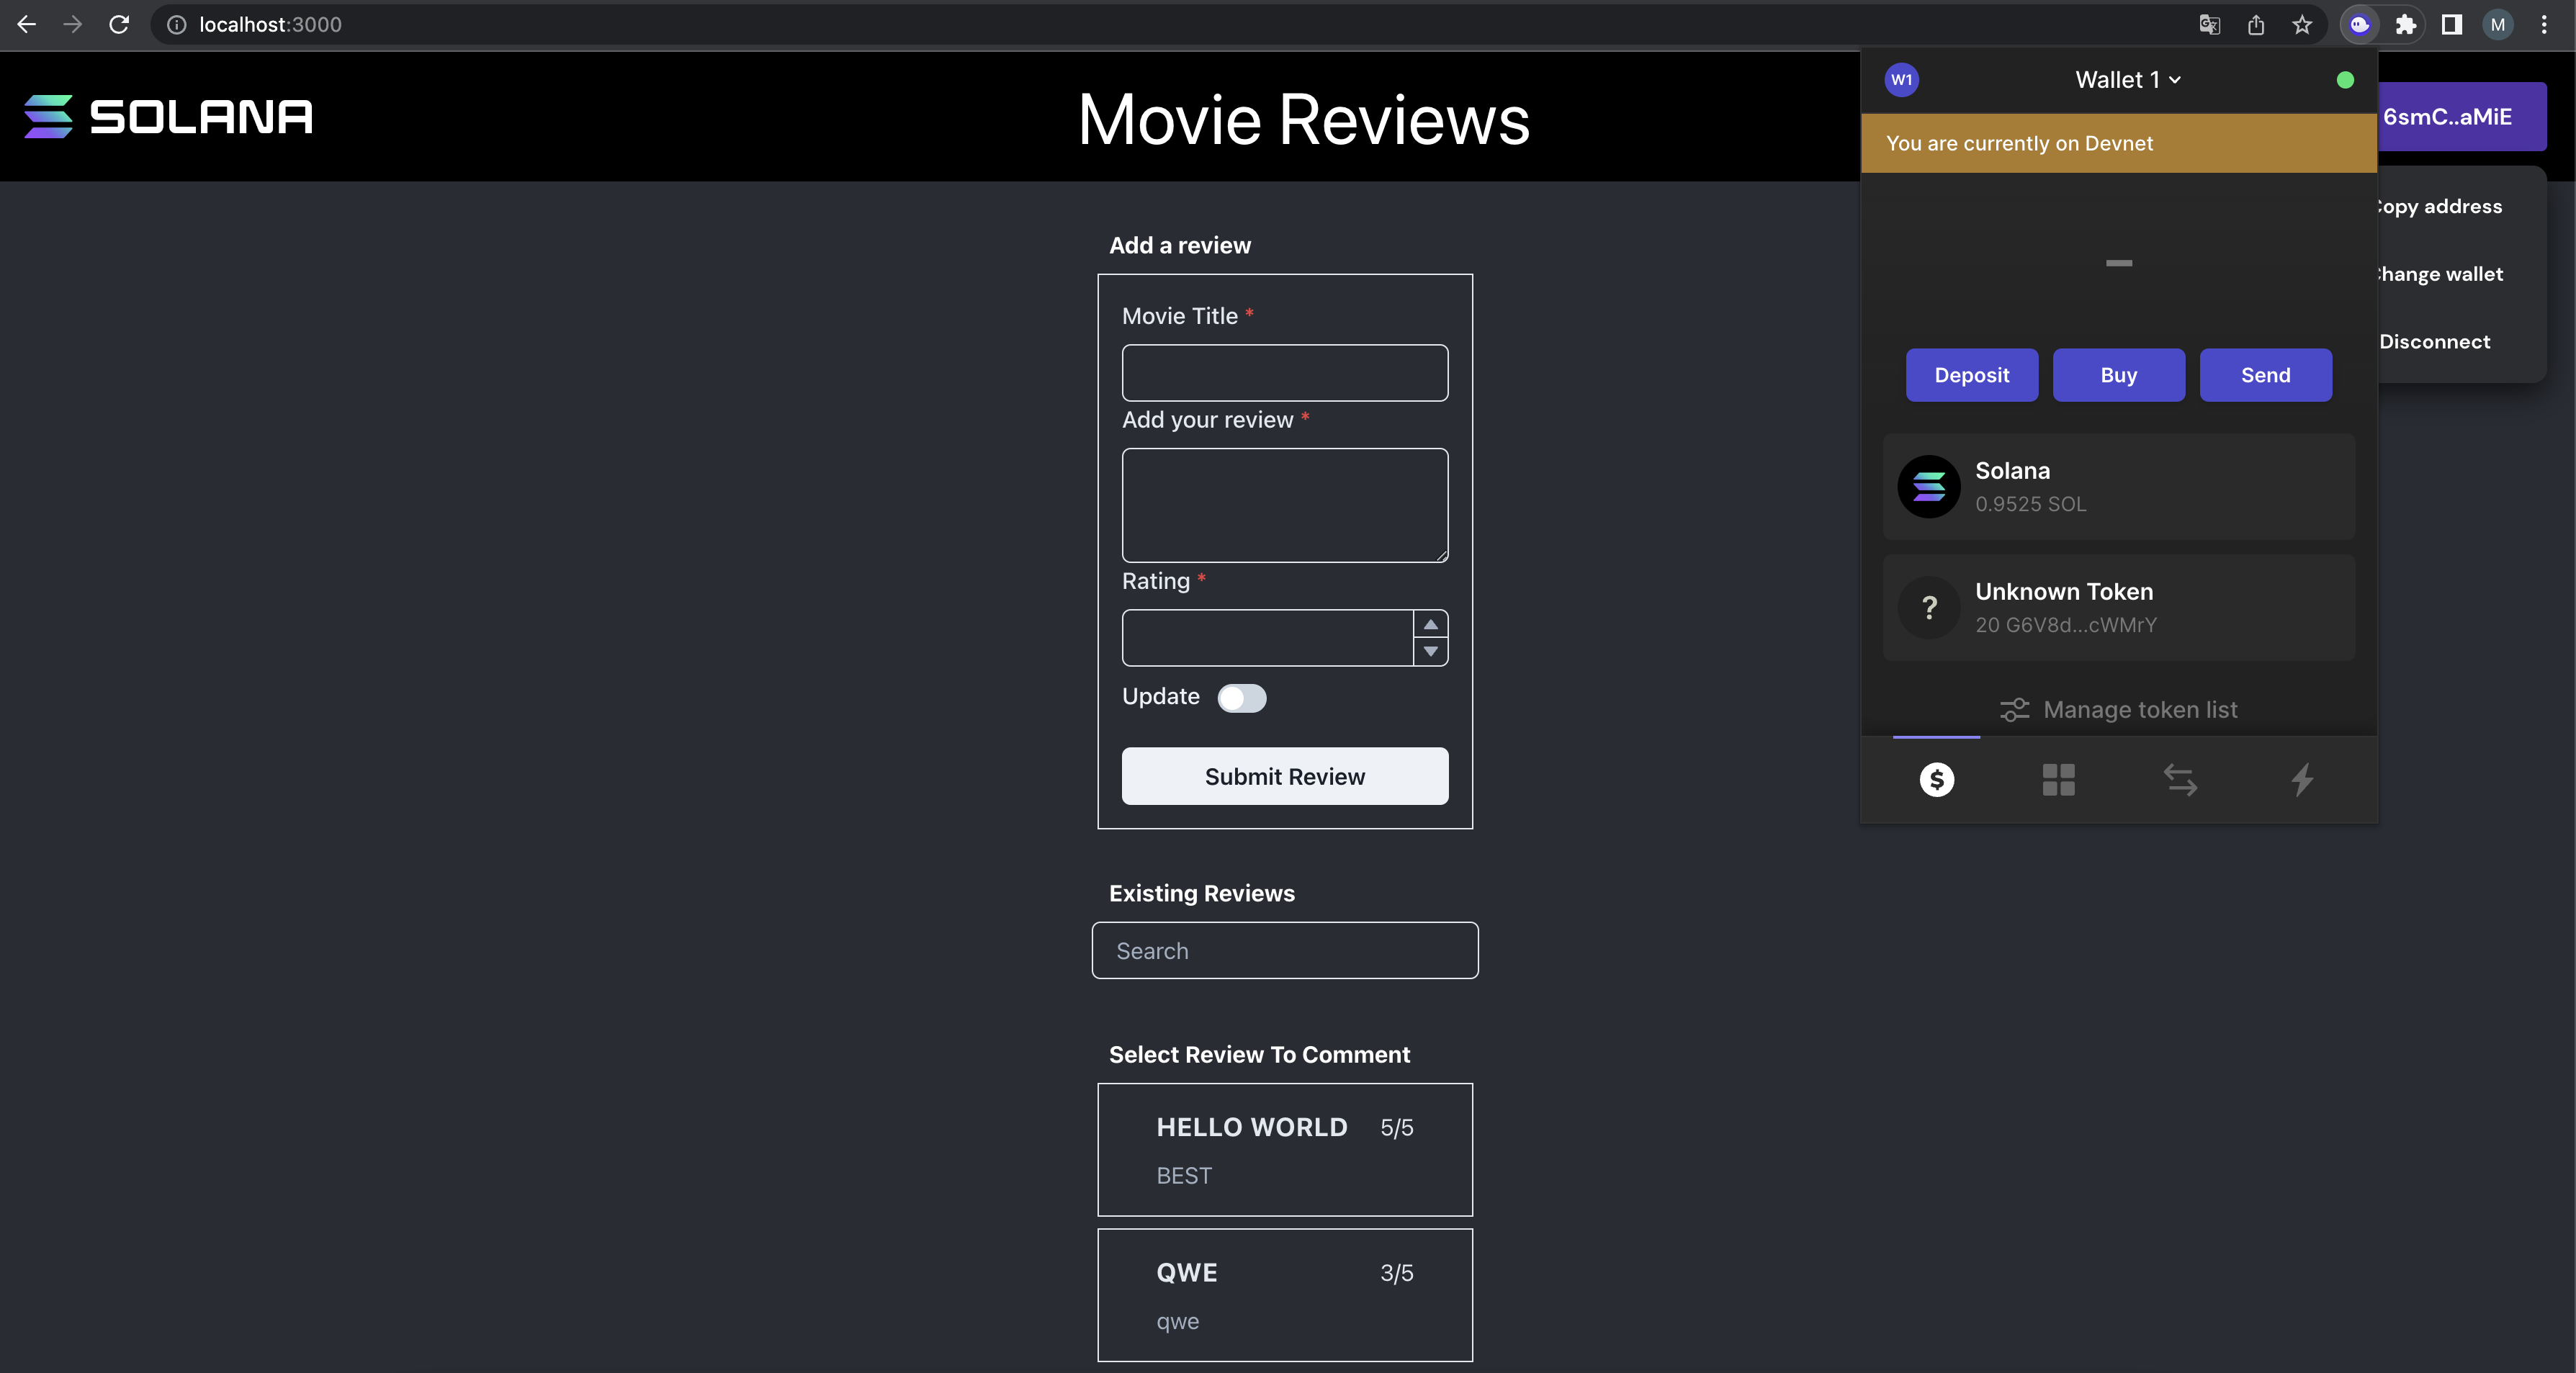 localhost:3000
M
SOLANA
Movie Reviews
6smC..aMiE
W1
Wallet 1
You are currently on Devnet
Copy address
Change wallet
Disconnect
Deposit
Buy
Send
Solana
0.9525 SOL
?
Unknown Token
20 G6V8d...cWMrY
Manage token list
$
Add a review
Movie Title *
Add your review *
Rating *
Update
Submit Review
Existing Reviews
Search
Select Review To Comment
HELLO WORLD 5/5
BEST
QWE 3/5
qwe